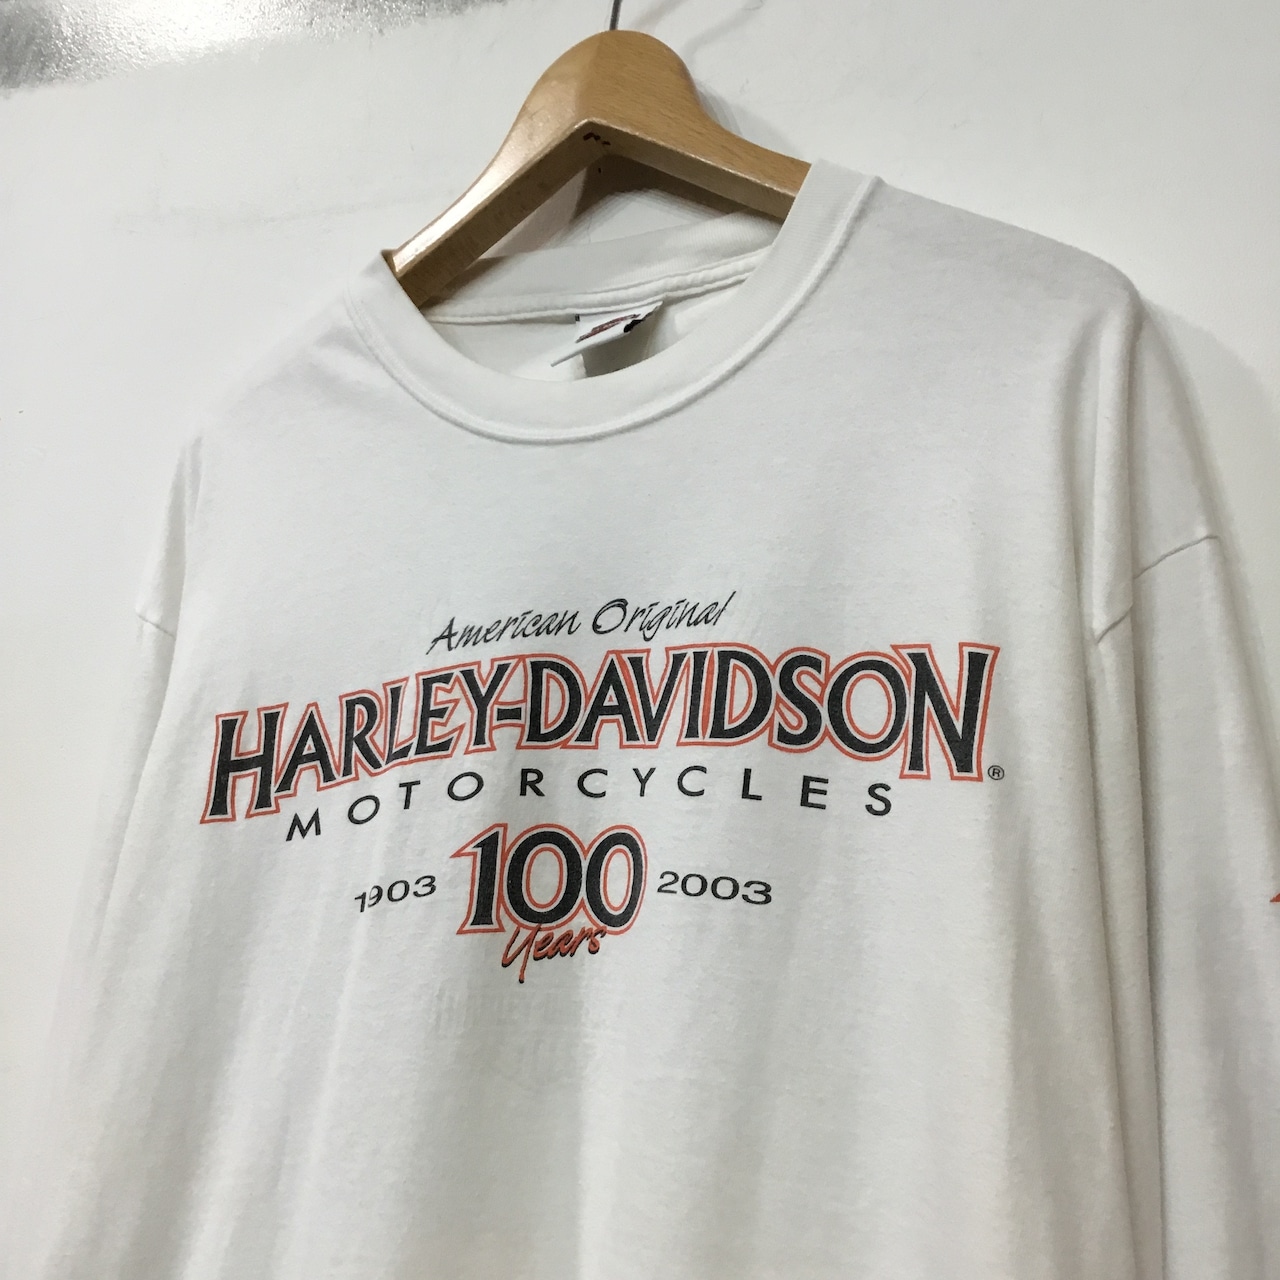 American Original
HARLEY-DAVIDSON®
MOTORCYCLES
1903 100 2003
Years